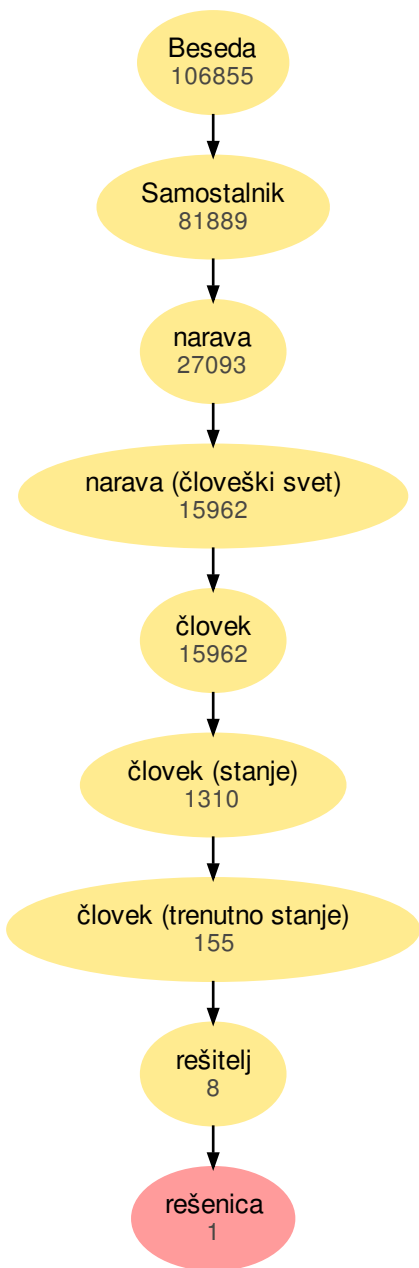 Beseda
106855
Samostalnik
81889
narava
27093
narava (človeški svet)
15962
človek
15962
človek (stanje)
1310
človek (trenutno stanje)
155
rešitelj
8
rešenica
1